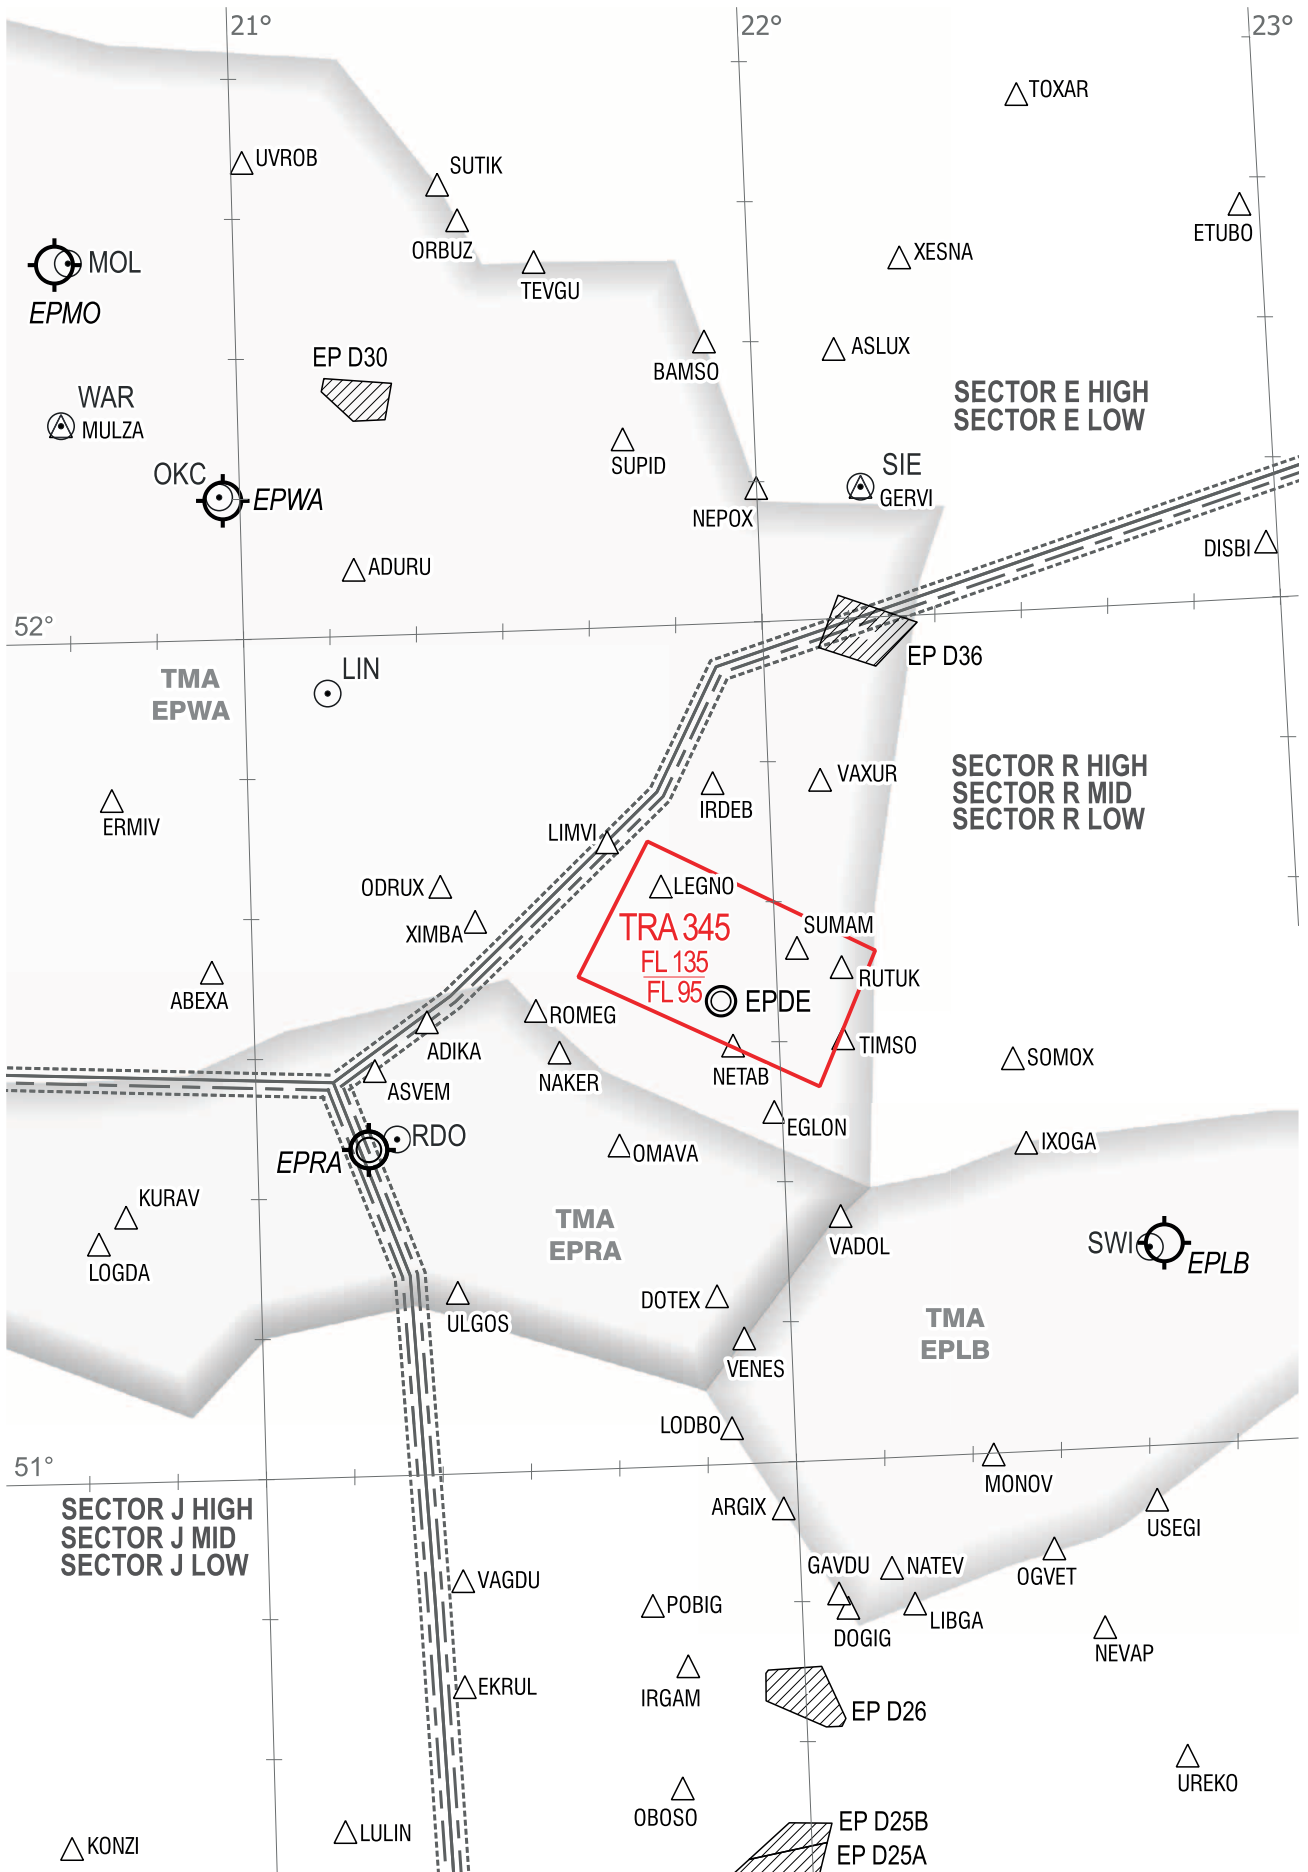 21°
22°
23°
TOXAR
UVROB
SUTIK
ETUBO
ORBUZ
XESNA
MOL
TEVGU
EPMO
EP D30
ASLUX
BAMSO
SECTOR E HIGH
SECTOR E LOW
WAR
MULZA
SUPID
SIE
GERVI
OKC
EPWA
NEPOX
DISBI
ADURU
52°
EP D36
LIN
TMA
EPWA
VAXUR
SECTOR R HIGH
SECTOR R MID
SECTOR R LOW
IRDEB
ERMIV
LIMVI
ODRUX
LEGNO
XIMBA
TRA 345
FL 135
FL 95
SUMAM
RUTUK
ABEXA
EPDE
ROMEG
ADIKA
TIMSO
SOMOX
NAKER
NETAB
ASVEM
EGLON
RDO
EPRA
OMAVA
IXOGA
KURAV
TMA
EPRA
VADOL
SWI
EPLB
LOGDA
DOTEX
ULGOS
TMA
EPLB
VENES
LODBO
51°
MONOV
SECTOR J HIGH
SECTOR J MID
SECTOR J LOW
ARGIX
USEGI
GAVDU
NATEV
OGVET
VAGDU
POBIG
LIBGA
DOGIG
NEVAP
EKRUL
IRGAM
EP D26
UREKO
OBOSO
EP D25B
LULIN
KONZI
EP D25A